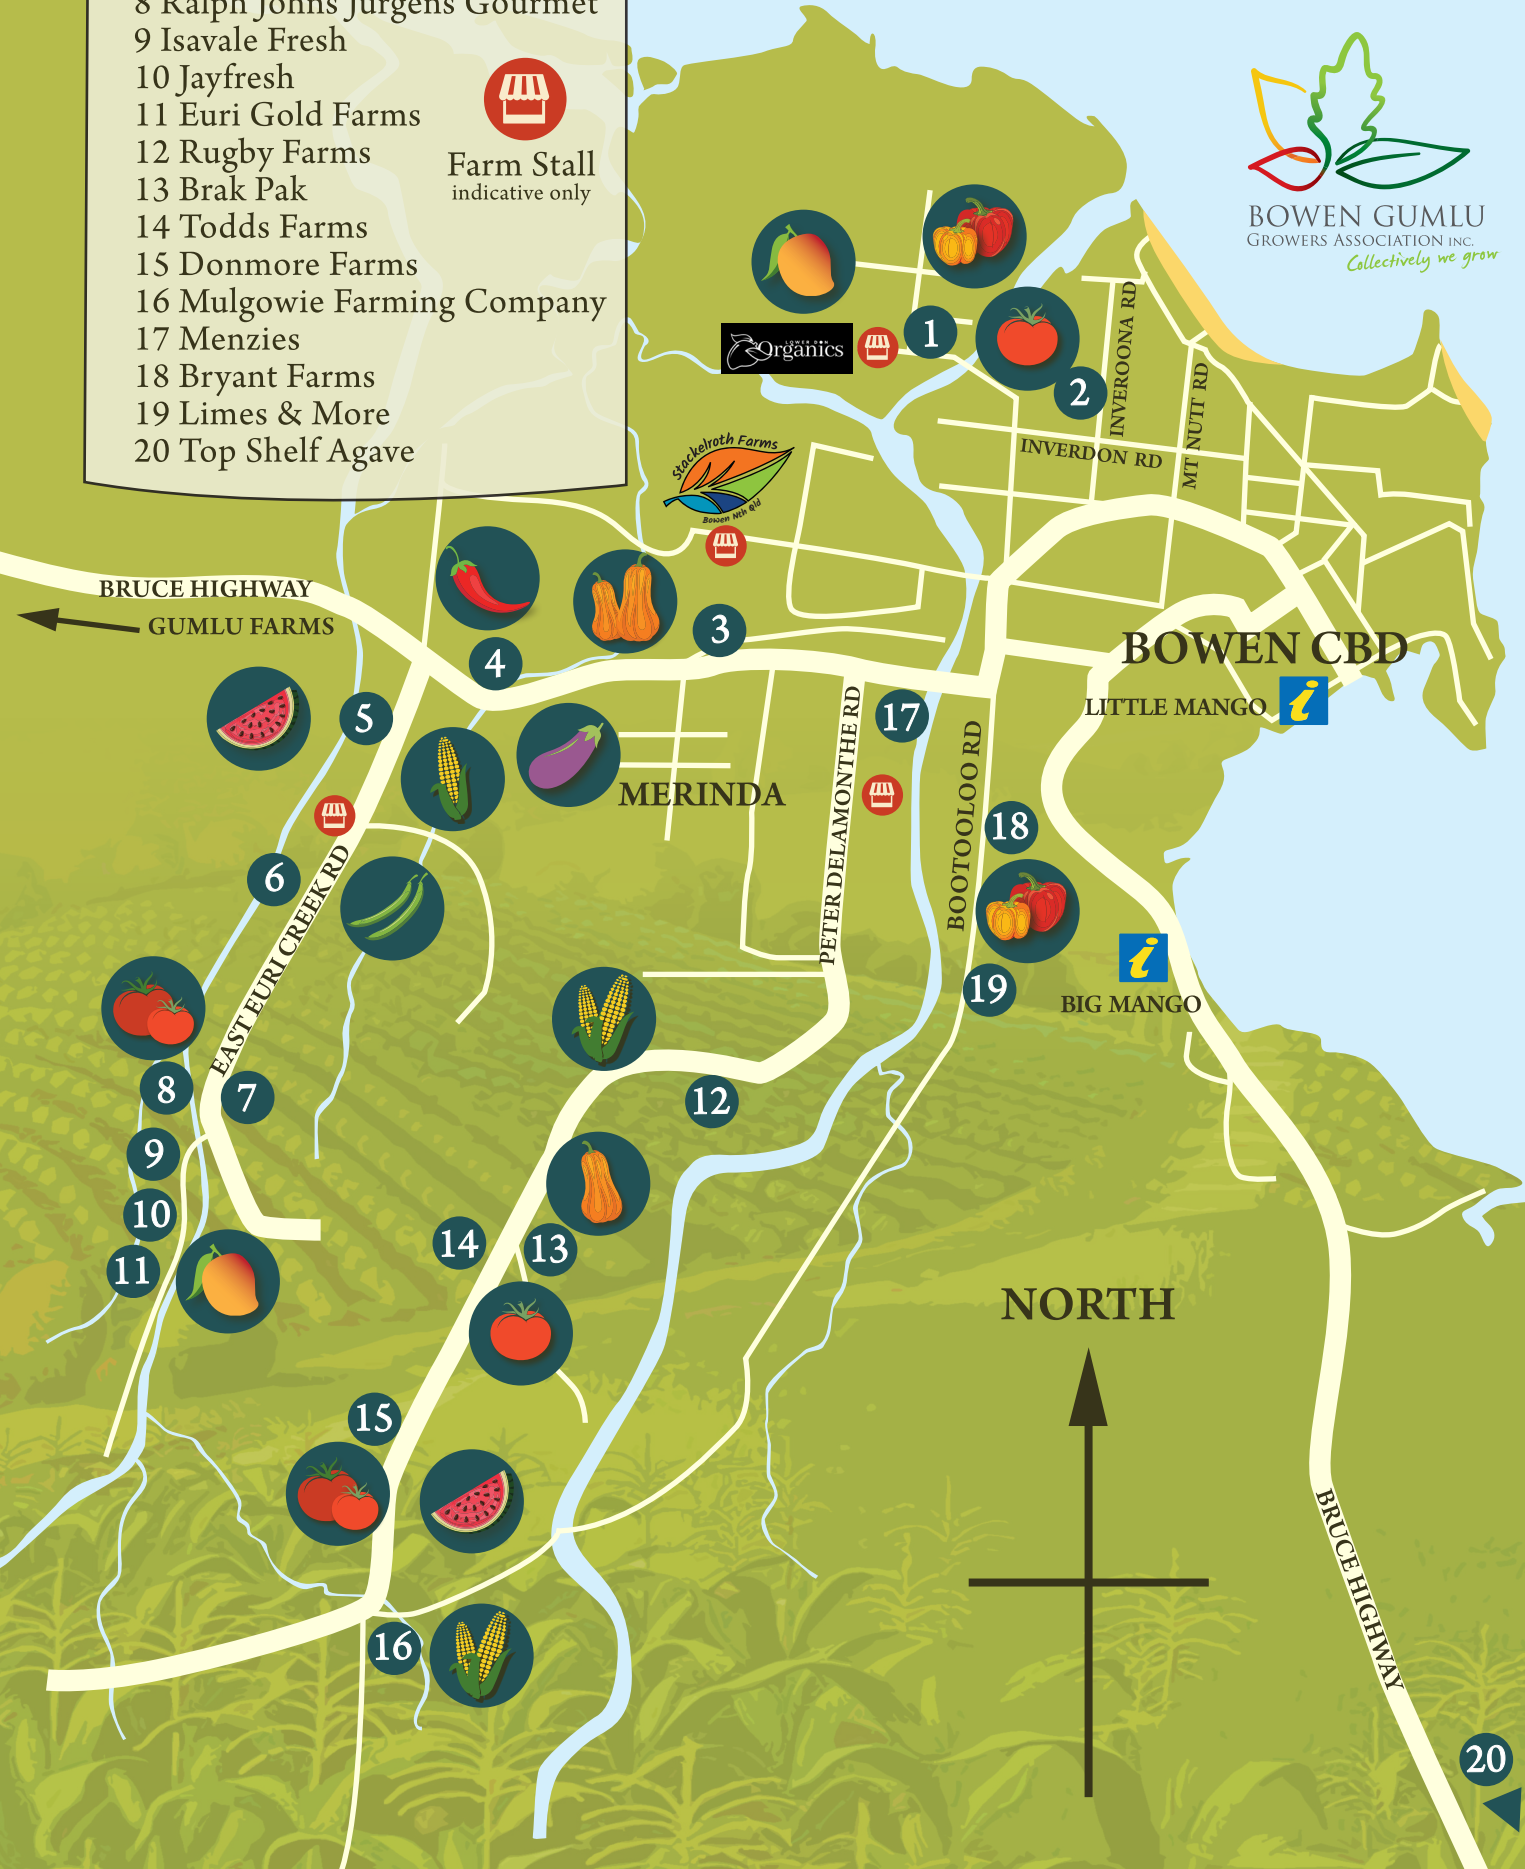 8 Ralph Johns Jurgens Gourmet
9 Isavale Fresh
10 Jayfresh
11 Euri Gold Farms
12 Rugby Farms
13 Brak Pak
14 Todds Farms
15 Donmore Farms
16 Mulgowie Farming Company
17 Menzies
18 Bryant Farms
19 Limes & More
20 Top Shelf Agave
Farm Stall
indicative only
BOWEN GUMLU
GROWERS ASSOCIATION INC.
Collectively we grow
LOWER DON
Organics
1
2
INVEROONA RD
MT NUTT RD
INVERDON RD
Stackelroth Farms
Bowen Nth Qld
BRUCE HIGHWAY
GUMLU FARMS
3
4
5
BOWEN CBD
LITTLE MANGO
i
17
MERINDA
PETER DELAMONTHE RD
BOOTOOLOO RD
18
6
EAST EURI CREEK RD
19
i
BIG MANGO
8
7
12
9
10
11
14
13
NORTH
15
16
BRUCE HIGHWAY
20